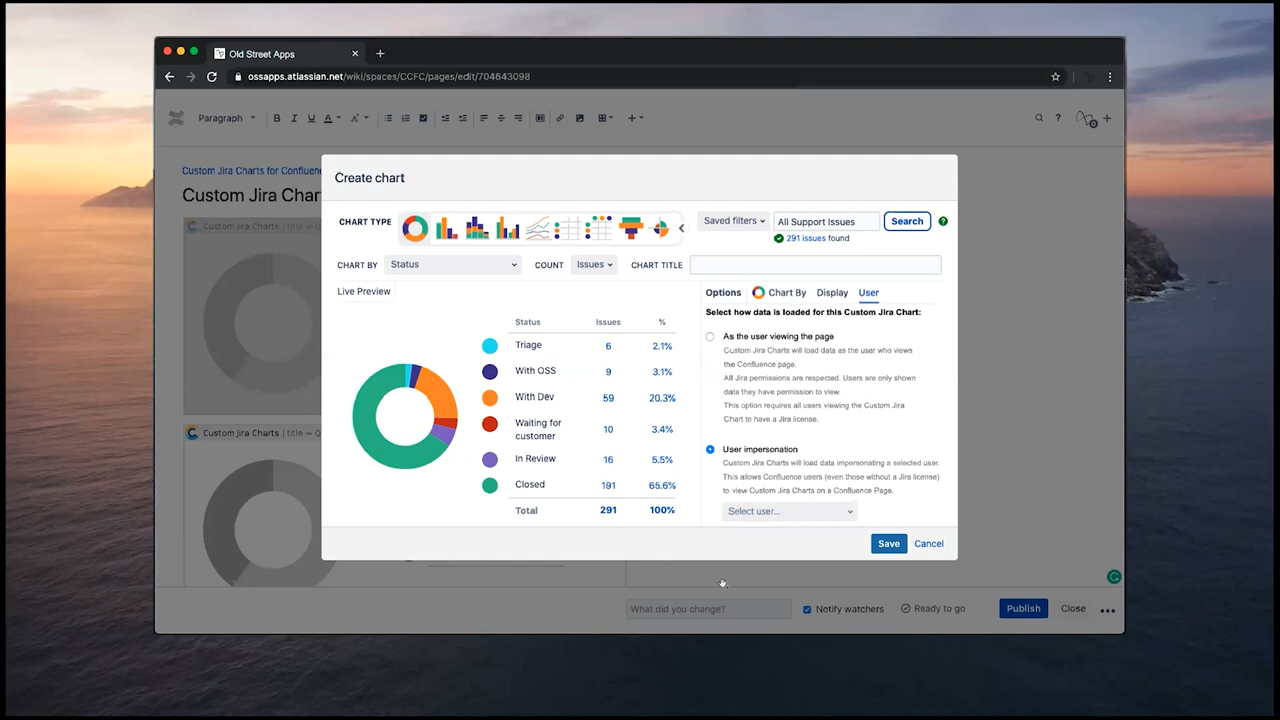 Old Street Apps
ossapps.atlassian.net/wiki/spaces/CCFC/pages/edit/704643098
Paragraph
B I U A
Custom Jira Charts for Confluenc
Custom Jira Char
Custom Jira Charts | title =
Custom Jira Charts | title = Q
Create chart
CHART TYPE
Saved filters
All Support Issues
Search
291 issues found
CHART BY
Status
COUNT
Issues
CHART TITLE
Live Preview
Status Issues %
Triage 6 2.1%
With OSS 9 3.1%
With Dev 59 20.3%
Waiting for
customer 10 3.4%
In Review 16 5.5%
Closed 191 65.6%
Total 291 100%
Options Chart By Display User
Select how data is loaded for this Custom Jira Chart:
As the user viewing the page
Custom Jira Charts will load data as the user who views
the Confluence page.
All Jira permissions are respected. Users are only shown
data they have permission to view.
This option requires all users viewing the Custom Jira
Chart to have a Jira license.
User impersonation
Custom Jira Charts will load data impersonating a selected user.
This allows Confluence users (even those without a Jira license)
to view Custom Jira Charts on a Confluence Page.
Select user...
Save Cancel
What did you change?
Notify watchers
Ready to go
Publish
Close